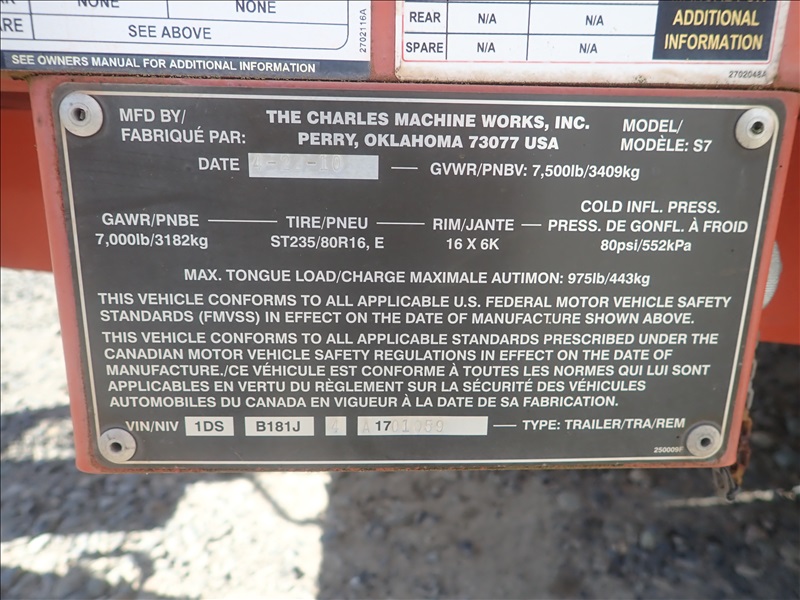 NONE NONE
SPARE SEE ABOVE
SEE OWNERS MANUAL FOR ADDITIONAL INFORMATION
2702116A
REAR N/A N/A
SPARE N/A N/A
ADDITIONAL
INFORMATION
2702048A
MFD BY/
FABRIQUÉ PAR:
THE CHARLES MACHINE WORKS, INC.
PERRY, OKLAHOMA 73077 USA
MODEL/
MODÈLE: S7
DATE
GVWR/PNBV: 7,500lb/3409kg
GAWR/PNBE
7,000lb/3182kg
TIRE/PNEU
ST235/80R16, E
RIM/JANTE
16 X 6K
COLD INFL. PRESS.
PRESS. DE GONFL. À FROID
80psi/552kPa
MAX. TONGUE LOAD/CHARGE MAXIMALE AUTIMON: 975lb/443kg
THIS VEHICLE CONFORMS TO ALL APPLICABLE U.S. FEDERAL MOTOR VEHICLE SAFETY
STANDARDS (FMVSS) IN EFFECT ON THE DATE OF MANUFACTURE SHOWN ABOVE.
THIS VEHICLE CONFORMS TO ALL APPLICABLE STANDARDS PRESCRIBED UNDER THE
CANADIAN MOTOR VEHICLE SAFETY REGULATIONS IN EFFECT ON THE DATE OF
MANUFACTURE./CE VÉHICULE EST CONFORME À TOUTES LES NORMES QUI LUI SONT
APPLICABLES EN VERTU DU RÈGLEMENT SUR LA SÉCURITÉ DES VÉHICULES
AUTOMOBILES DU CANADA EN VIGUEUR À LA DATE DE SA FABRICATION.
VIN/NIV 1DS B181J 4 A 17 TYPE: TRAILER/TRA/REM
250009F